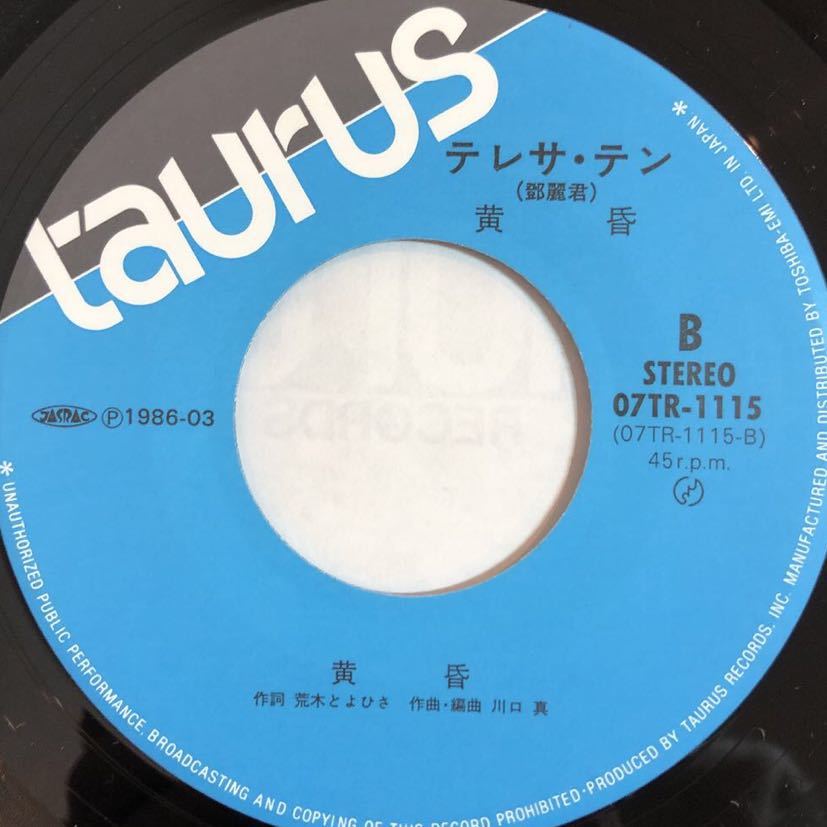 taurus
テレサ・テン
(鄧麗君)
黄昏
B
STEREO
07TR-1115
(07TR-1115-B)
45r.p.m.
JASRAC Ⓟ1986-03
黄昏
作詞 荒木とよひさ 作曲・編曲 川口 真
*UNAUTHORIZED PUBLIC PERFORMANCE, BROADCASTING AND COPYING OF THIS RECORD PROHIBITED·PRODUCED BY TAURUS RECORDS, INC. MANUFACTURED AND DISTRIBUTED BY TOSHIBA-EMI LTD. IN JAPAN*
RECORDS